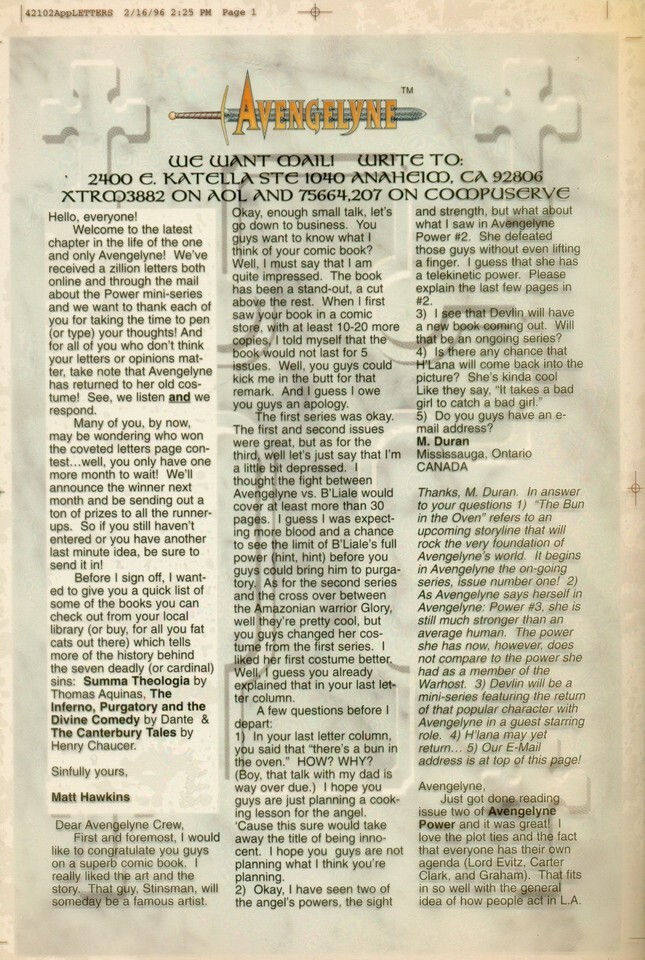 42102AppLETTERS 2/16/96 2:25 PM Page 1
AVENGELYNE™
WE WANT MAIL! WRITE TO:
2400 E. KATELLA STE 1040 ANAHEIM, CA 92806
XTRM3882 ON AOL AND 75664,207 ON COMPUSERVE
Hello, everyone!
Welcome to the latest
chapter in the life of the one
and only Avengelyne! We've
received a zillion letters both
online and through the mail
about the Power mini-series
and we want to thank each of
you for taking the time to pen
(or type) your thoughts! And
for all of you who don't think
your letters or opinions mat-
ter, take note that Avengelyne
has returned to her old cos-
tume! See, we listen and we
respond.
Many of you, by now,
may be wondering who won
the coveted letters page con-
test...well, you only have one
more month to wait! We'll
announce the winner next
month and be sending out a
ton of prizes to all the runner-
ups. So if you still haven't
entered or you have another
last minute idea, be sure to
send it in!
Before I sign off, I want-
ed to give you a quick list of
some of the books you can
check out from your local
library (or buy, for all you fat
cats out there) which tells
more of the history behind
the seven deadly (or cardinal)
sins: Summa Theologia by
Thomas Aquinas, The
Inferno, Purgatory and the
Divine Comedy by Dante &
The Canterbury Tales by
Henry Chaucer.
Sinfully yours,
Matt Hawkins
Dear Avengelyne Crew,
First and foremost, I would
like to congratulate you guys
on a superb comic book. I
really liked the art and the
story. That guy, Stinsman, will
someday be a famous artist.
Okay, enough small talk, let's
go down to business. You
guys want to know what I
think of your comic book?
Well, I must say that I am
quite impressed. The book
has been a stand-out, a cut
above the rest. When I first
saw your book in a comic
store, with at least 10-20 more
copies, I told myself that the
book would not last for 5
issues. Well, you guys could
kick me in the butt for that
remark. And I guess I owe
you guys an apology.
The first series was okay.
The first and second issues
were great, but as for the
third, well let's just say that I'm
a little bit depressed. I
thought the fight between
Avengelyne vs. B'Liale would
cover at least more than 30
pages. I guess I was expect-
ing more blood and a chance
to see the limit of B'Liale's full
power (hint, hint) before you
guys could bring him to purga-
tory. As for the second series
and the cross over between
the Amazonian warrior Glory,
well they're pretty cool, but
you guys changed her cos-
tume from the first series. I
liked her first costume better.
Well, I guess you already
explained that in your last let-
ter column.
A few questions before I
depart:
1) In your last letter column,
you said that "there's a bun in
the oven." HOW? WHY?
(Boy, that talk with my dad is
way over due.) I hope you
guys are just planning a cook-
ing lesson for the angel.
'Cause this sure would take
away the title of being inno-
cent. I hope you guys are not
planning what I think you're
planning.
2) Okay, I have seen two of
the angel's powers, the sight
and strength, but what about
what I saw in Avengelyne
Power #2. She defeated
those guys without even lifting
a finger. I guess that she has
a telekinetic power. Please
explain the last few pages in
#2.
3) I see that Devlin will have
a new book coming out. Will
that be an ongoing series?
4) Is there any chance that
H'Lana will come back into the
picture? She's kinda cool
Like they say, "It takes a bad
girl to catch a bad girl."
5) Do you guys have an e-
mail address?
M. Duran
Mississauga, Ontario
CANADA
Thanks, M. Duran. In answer
to your questions 1) "The Bun
in the Oven" refers to an
upcoming storyline that will
rock the very foundation of
Avengelyne's world. It begins
in Avengelyne the on-going
series, issue number one! 2)
As Avengelyne says herself in
Avengelyne: Power #3, she is
still much stronger than an
average human. The power
she has now, however, does
not compare to the power she
had as a member of the
Warhost. 3) Devlin will be a
mini-series featuring the return
of that popular character with
Avengelyne in a guest starring
role. 4) H'lana may yet
return... 5) Our E-Mail
address is at top of this page!
Avengelyne,
Just got done reading
issue two of Avengelyne
Power and it was great! I
love the plot ties and the fact
that everyone has their own
agenda (Lord Evitz, Carter
Clark, and Graham). That fits
in so well with the general
idea of how people act in L.A.